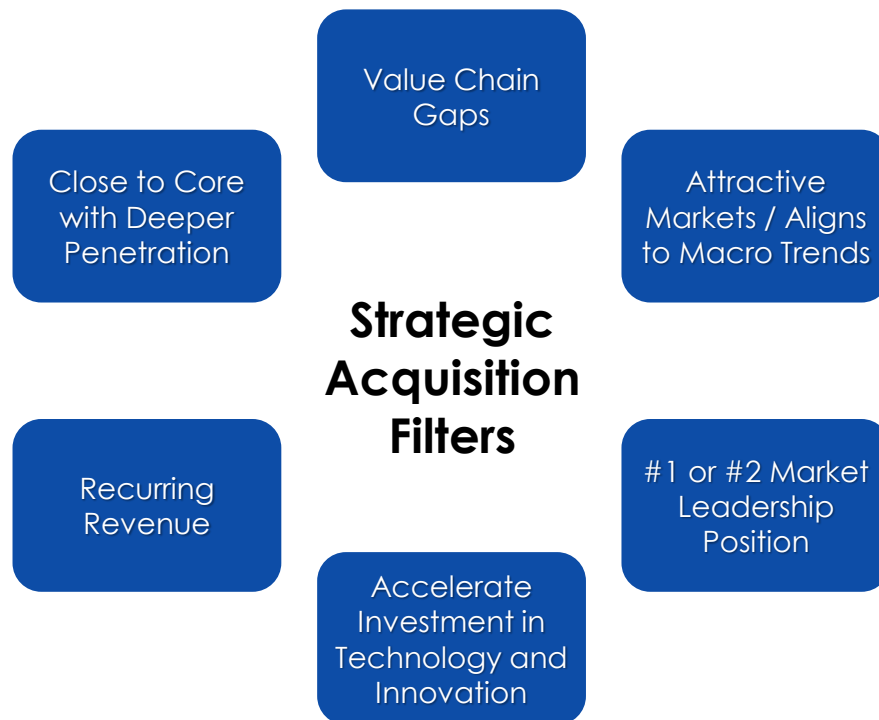 Value Chain
Gaps
Close to Core
with Deeper
Penetration
Attractive
Markets / Aligns
to Macro Trends
Strategic
Acquisition
Filters
Recurring
Revenue
#1 or #2 Market
Leadership
Position
Accelerate
Investment in
Technology and
Innovation